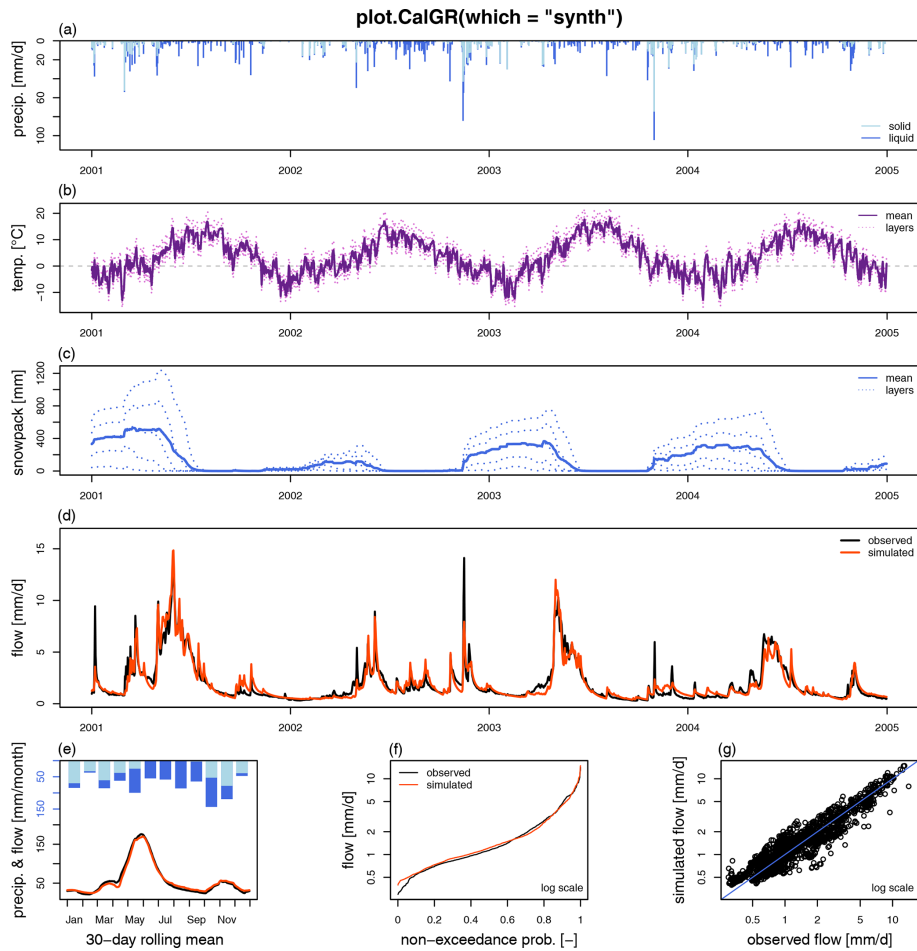 plot.CalGR(which = "synth")
(a)
precip. [mm/d]
0
20
60
100
solid
liquid
2001 2002 2003 2004 2005
(b)
temp. [°C]
20
10
0
−10
mean
layers
2001 2002 2003 2004 2005
(c)
snowpack [mm]
1200
800
400
0
mean
layers
2001 2002 2003 2004 2005
(d)
flow [mm/d]
15
10
5
0
observed
simulated
2001 2002 2003 2004 2005
(e)
precip. & flow [mm/month]
50
150
150
50
Jan Mar May Jul Sep Nov
30−day rolling mean
(f)
flow [mm/d]
10
5
2
1
0.5
observed
simulated
log scale
0 0.2 0.4 0.6 0.8 1
non−exceedance prob. [−]
(g)
simulated flow [mm/d]
10
5
2
1
0.5
log scale
0.5 1 2 5 10
observed flow [mm/d]